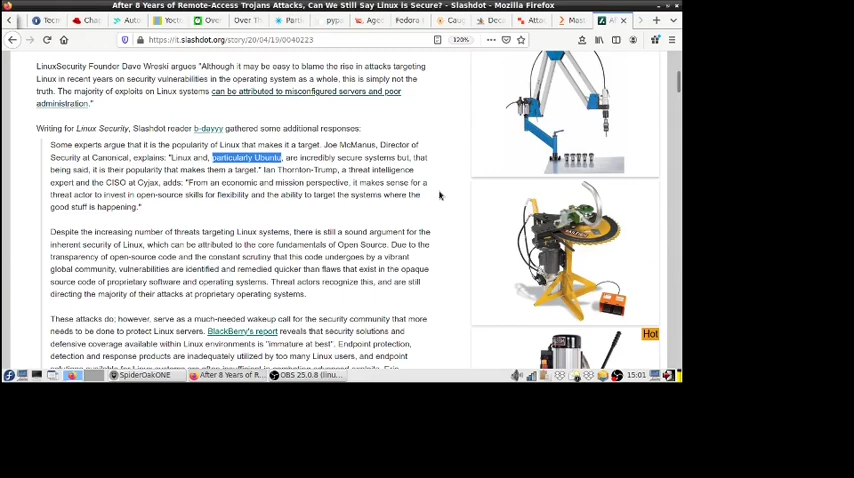 After 8 Years of Remote-Access Trojans Attacks, Can We Still Say Linux is Secure? - Slashdot - Mozilla Firefox
https://it.slashdot.org/story/20/04/19/0040223
120%
LinuxSecurity Founder Dave Wreski argues "Although it may be easy to blame the rise in attacks targeting
Linux in recent years on security vulnerabilities in the operating system as a whole, this is simply not the
truth. The majority of exploits on Linux systems can be attributed to misconfigured servers and poor
administration."
Writing for Linux Security, Slashdot reader b-dayyy gathered some additional responses:
Some experts argue that it is the popularity of Linux that makes it a target. Joe McManus, Director of
Security at Canonical, explains: "Linux and, particularly Ubuntu, are incredibly secure systems but, that
being said, it is their popularity that makes them a target." Ian Thornton-Trump, a threat intelligence
expert and the CISO at Cyjax, adds: "From an economic and mission perspective, it makes sense for a
threat actor to invest in open-source skills for flexibility and the ability to target the systems where the
good stuff is happening."
Despite the increasing number of threats targeting Linux systems, there is still a sound argument for the
inherent security of Linux, which can be attributed to the core fundamentals of Open Source. Due to the
transparency of open-source code and the constant scrutiny that this code undergoes by a vibrant
global community, vulnerabilities are identified and remedied quicker than flaws that exist in the opaque
source code of proprietary software and operating systems. Threat actors recognize this, and are still
directing the majority of their attacks at proprietary operating systems.
These attacks do; however, serve as a much-needed wakeup call for the security community that more
needs to be done to protect Linux servers. BlackBerry's report reveals that security solutions and
defensive coverage available within Linux environments is "immature at best". Endpoint protection,
detection and response products are inadequately utilized by too many Linux users, and endpoint
Hot
SpiderOakONE
After 8 Years of R...
OBS 25.0.8 (linu...
15:01